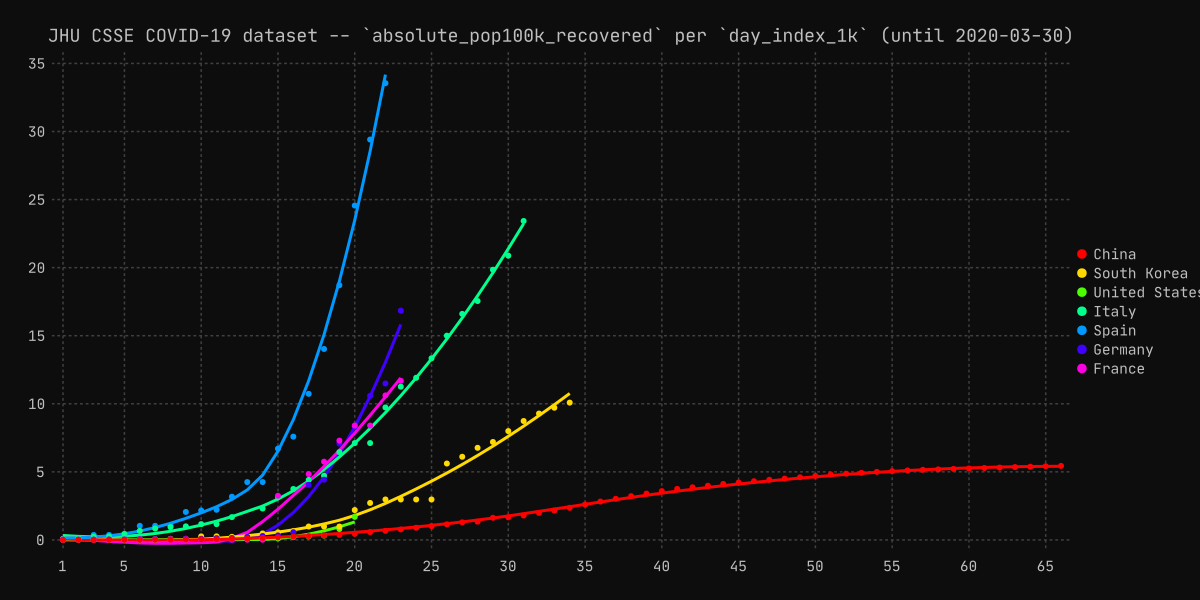 JHU CSSE COVID-19 dataset -- `absolute_pop100k_recovered` per `day_index_1k` (until 2020-03-30)
35
30
25
20
15
10
5
0
1 5 10 15 20 25 30 35 40 45 50 55 60 65
China
South Korea
United States
Italy
Spain
Germany
France